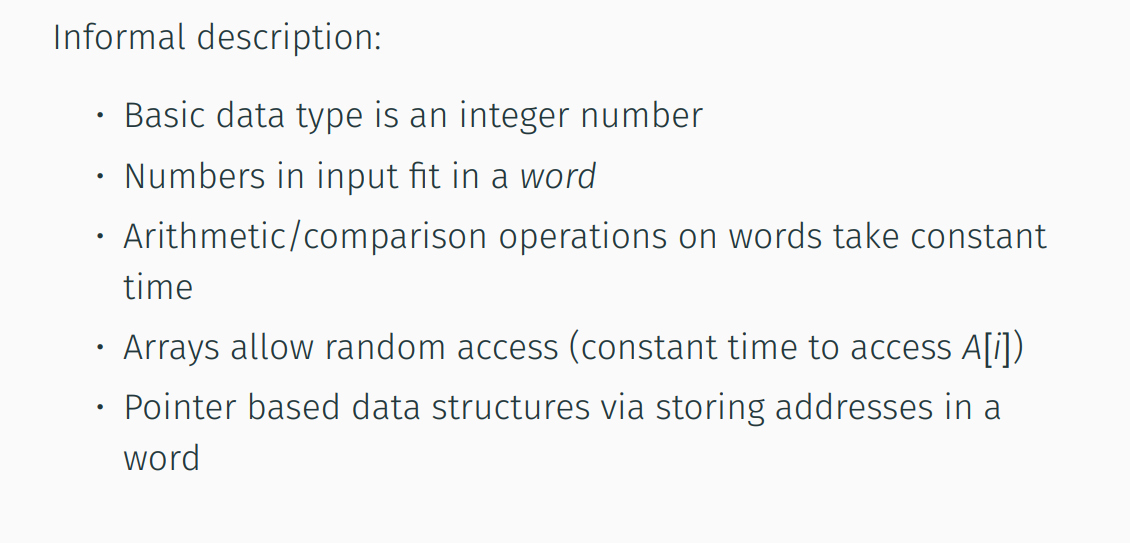 Informal description:
• Basic data type is an integer number
• Numbers in input fit in a word
• Arithmetic/comparison operations on words take constant
time
• Arrays allow random access (constant time to access A[i])
• Pointer based data structures via storing addresses in a
word